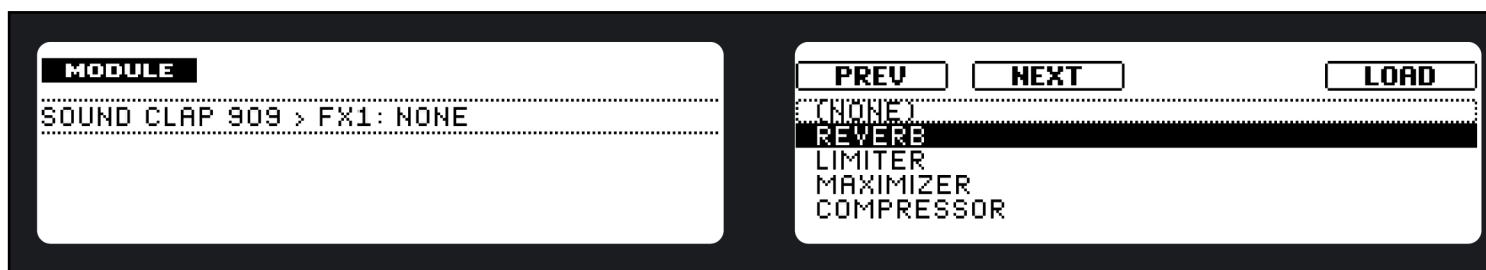 MODULE
SOUND CLAP 909 > FX1: NONE
PREV NEXT LOAD
(NONE)
REVERB
LIMITER
MAXIMIZER
COMPRESSOR